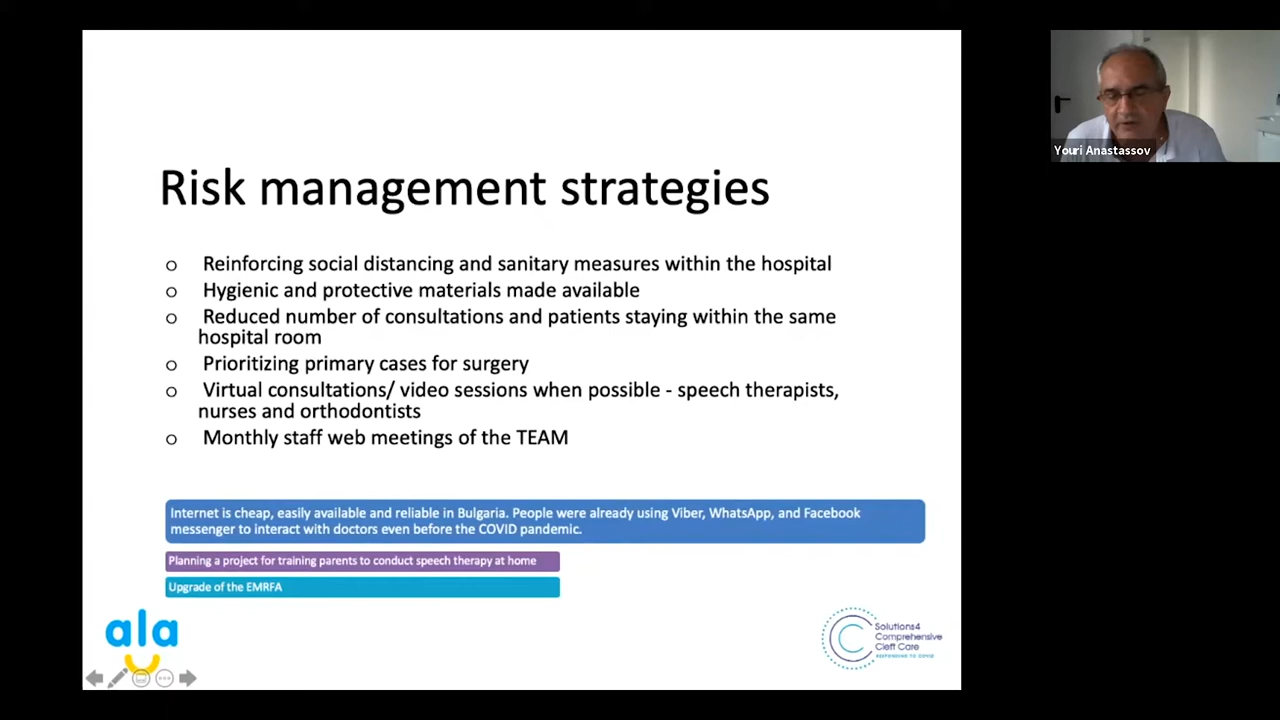 Risk management strategies
o Reinforcing social distancing and sanitary measures within the hospital
o Hygienic and protective materials made available
o Reduced number of consultations and patients staying within the same
hospital room
o Prioritizing primary cases for surgery
o Virtual consultations/ video sessions when possible - speech therapists,
nurses and orthodontists
o Monthly staff web meetings of the TEAM
Internet is cheap, easily available and reliable in Bulgaria. People were already using Viber, WhatsApp, and Facebook
messenger to interact with doctors even before the COVID pandemic.
Planning a project for training parents to conduct speech therapy at home
Upgrade of the EMRFA
ala
Solutions4
Comprehensive
Cleft Care
RESPONDING TO COVID
Youri Anastassov